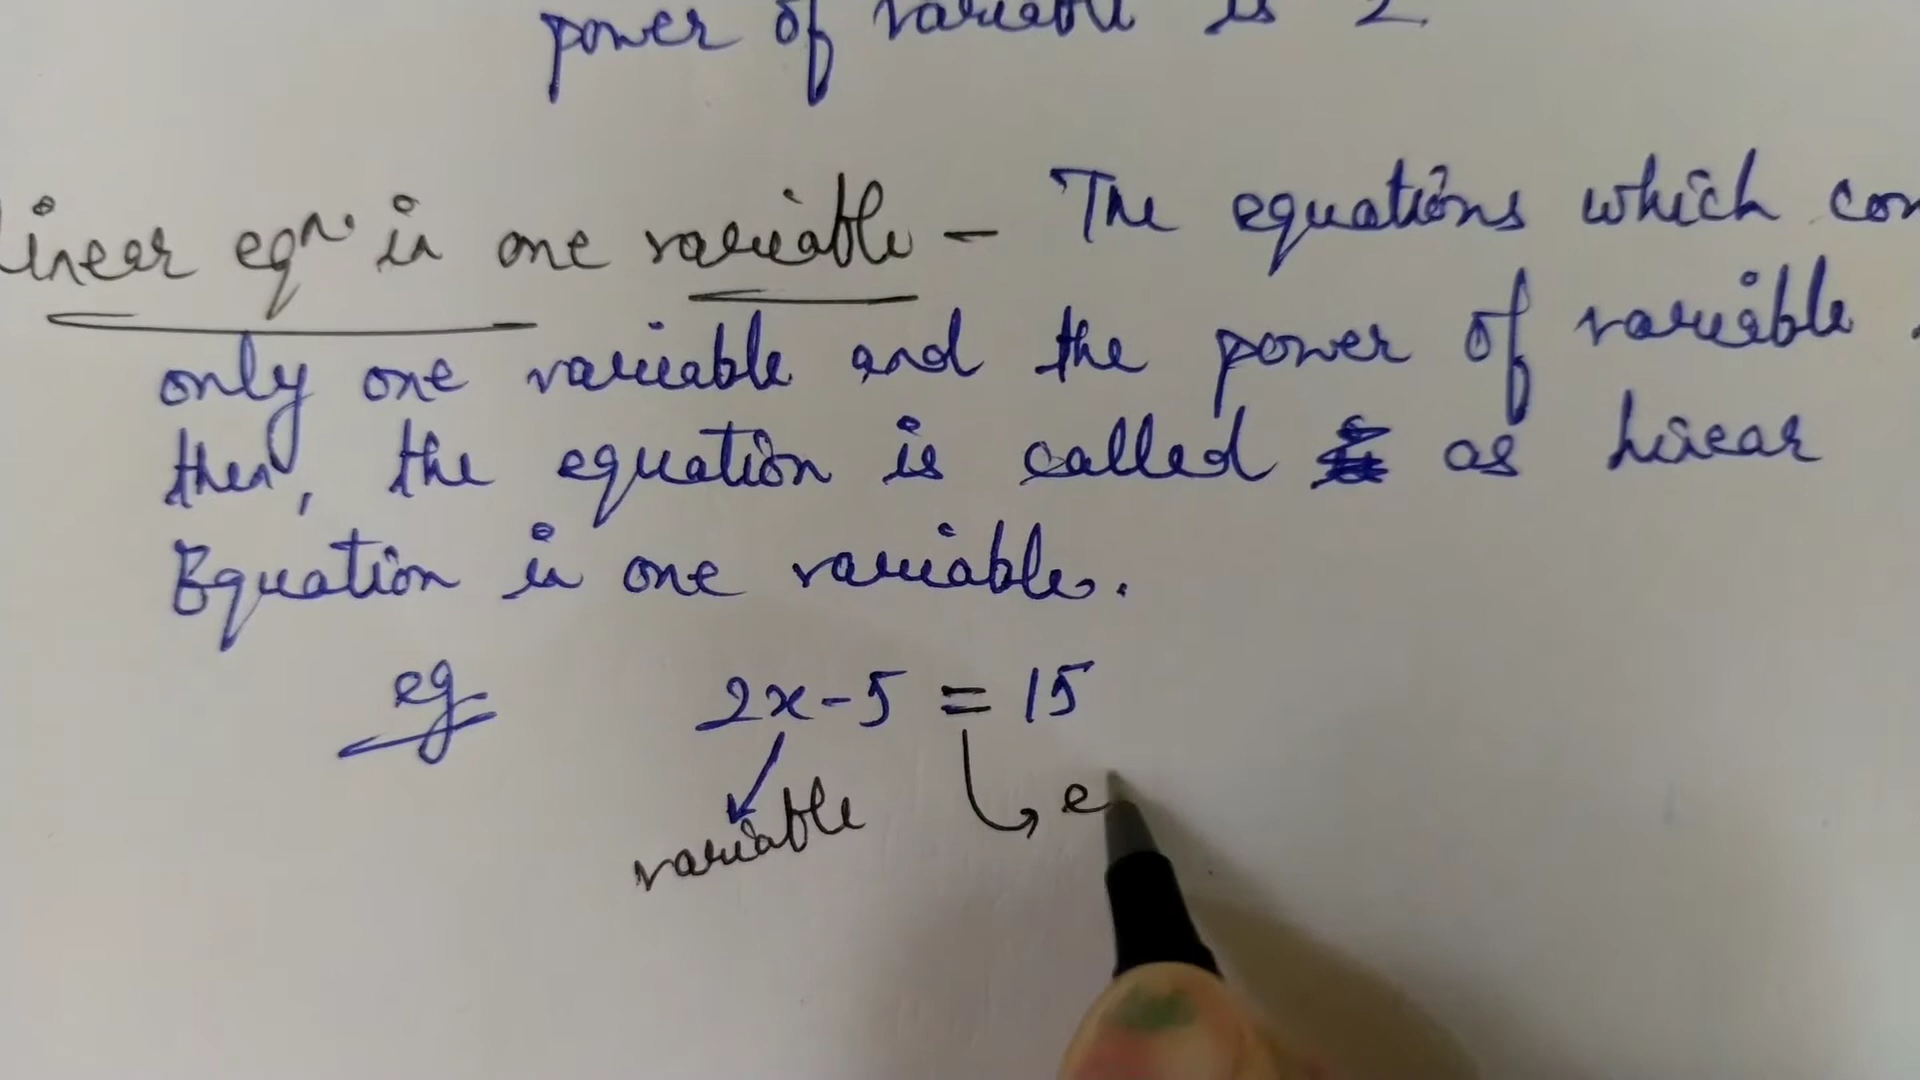 power of variable is 2.
linear eqn. in one variable – The equations which con
only one variable and the power of variable
then, the equation is called as linear
Equation in one variable.
eg 2x - 5 = 15
variable e